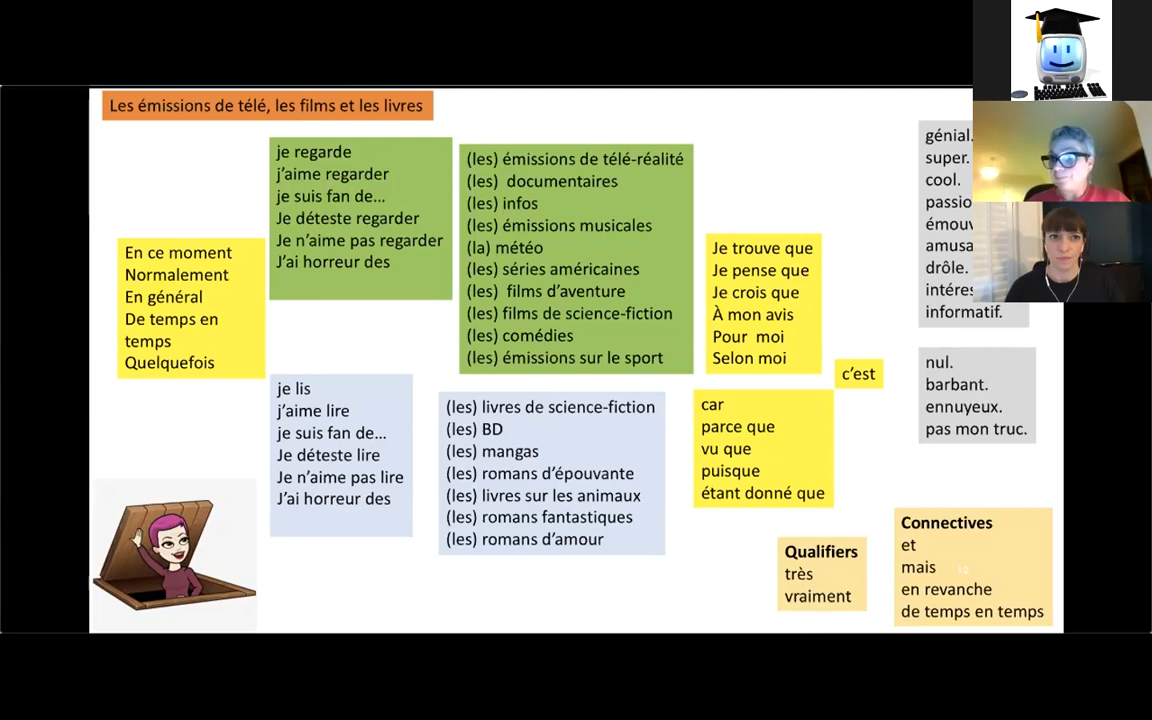 Les émissions de télé, les films et les livres
En ce moment
Normalement
En général
De temps en
temps
Quelquefois
je regarde
j'aime regarder
je suis fan de...
Je déteste regarder
Je n'aime pas regarder
J'ai horreur des
(les) émissions de télé-réalité
(les) documentaires
(les) infos
(les) émissions musicales
(la) météo
(les) séries américaines
(les) films d'aventure
(les) films de science-fiction
(les) comédies
(les) émissions sur le sport
je lis
j'aime lire
je suis fan de...
Je déteste lire
Je n'aime pas lire
J'ai horreur des
(les) livres de science-fiction
(les) BD
(les) mangas
(les) romans d'épouvante
(les) livres sur les animaux
(les) romans fantastiques
(les) romans d'amour
Je trouve que
Je pense que
Je crois que
À mon avis
Pour moi
Selon moi
car
parce que
vu que
puisque
étant donné que
c'est
génial.
super.
cool.
drôle.
informatif.
nul.
barbant.
ennuyeux.
pas mon truc.
Qualifiers
très
vraiment
Connectives
et
mais
en revanche
de temps en temps